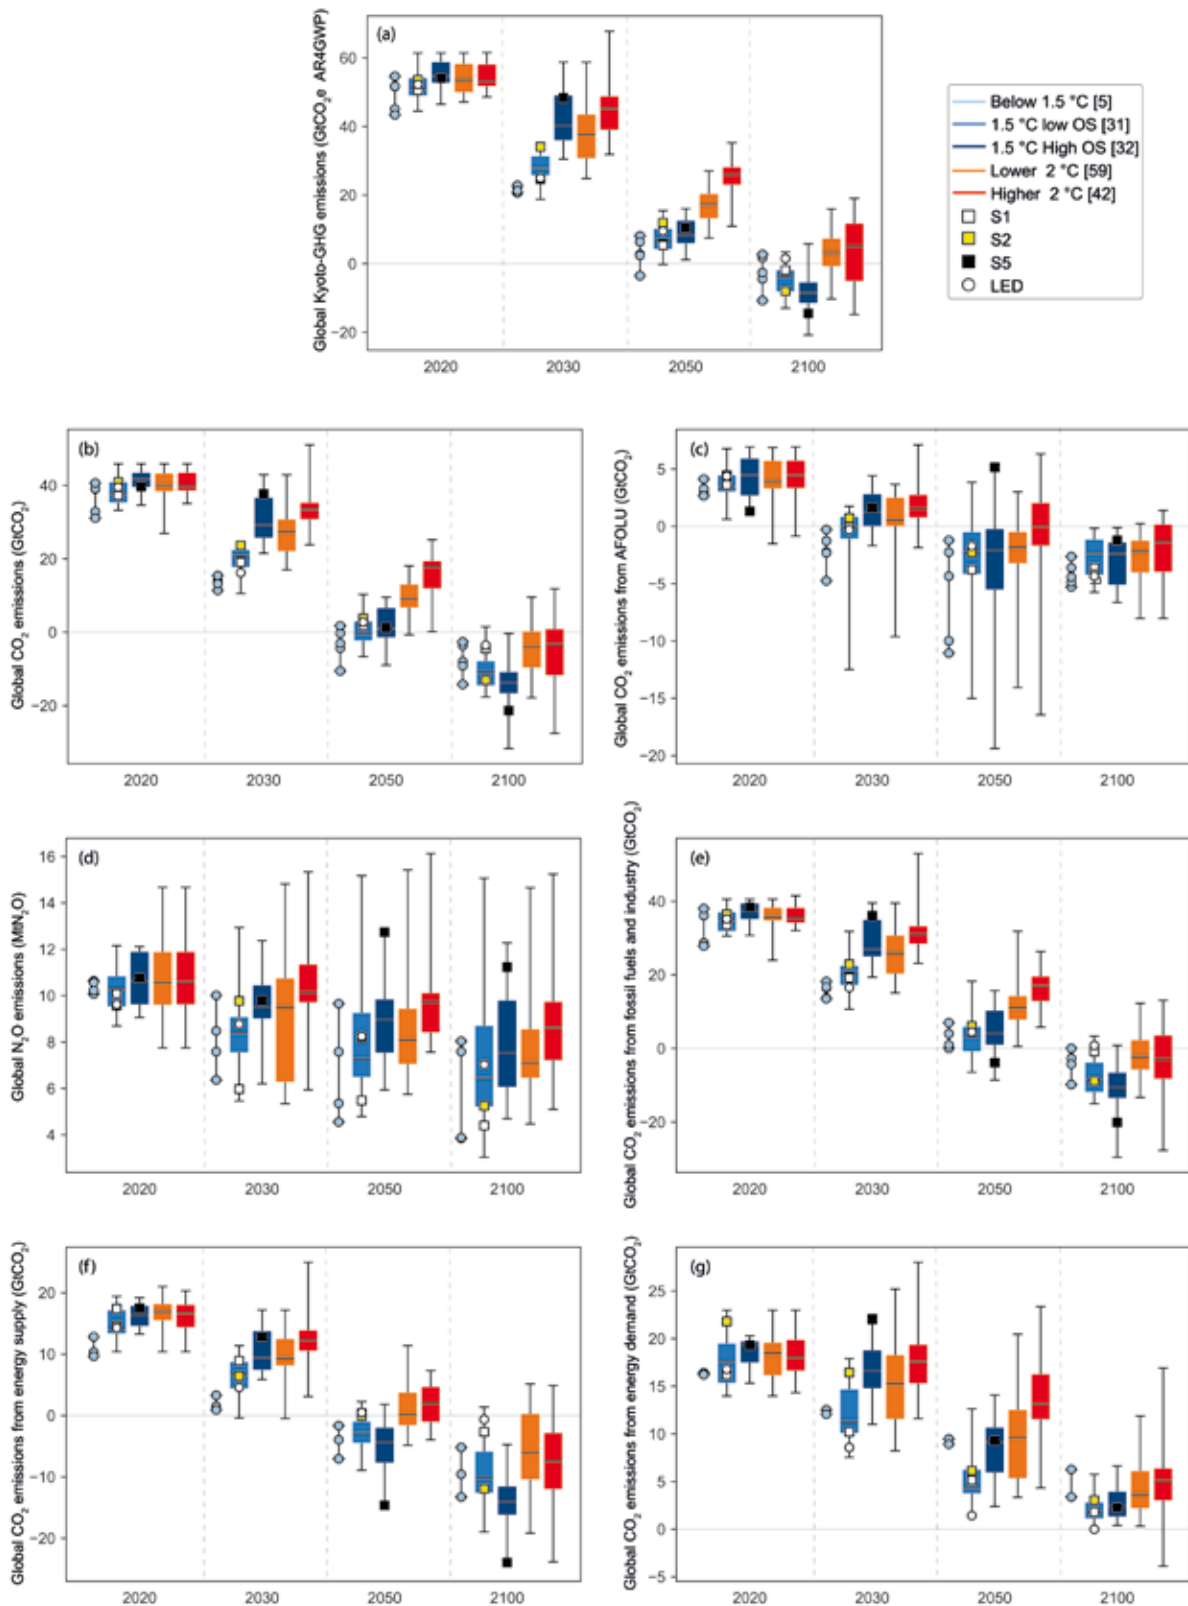 (a)
Global Kyoto-GHG emissions (GtCO₂e AR4GWP)
60
40
20
0
−20
2020 2030 2050 2100
Below 1.5 °C [5]
1.5 °C low OS [31]
1.5 °C High OS [32]
Lower 2 °C [59]
Higher 2 °C [42]
S1
S2
S5
LED
(b)
Global CO₂ emissions (GtCO₂)
40
20
0
−20
2020 2030 2050 2100
(c)
Global CO₂ emissions from AFOLU (GtCO₂)
5
0
−5
−10
−15
−20
2020 2030 2050 2100
(d)
Global N₂O emissions (MtN₂O)
16
14
12
10
8
6
4
2020 2030 2050 2100
(e)
Global CO₂ emissions from fossil fuels and industry (GtCO₂)
40
20
0
−20
2020 2030 2050 2100
(f)
Global CO₂ emissions from energy supply (GtCO₂)
20
10
0
−10
−20
2020 2030 2050 2100
(g)
Global CO₂ emissions from energy demand (GtCO₂)
25
20
15
10
5
0
−5
2020 2030 2050 2100